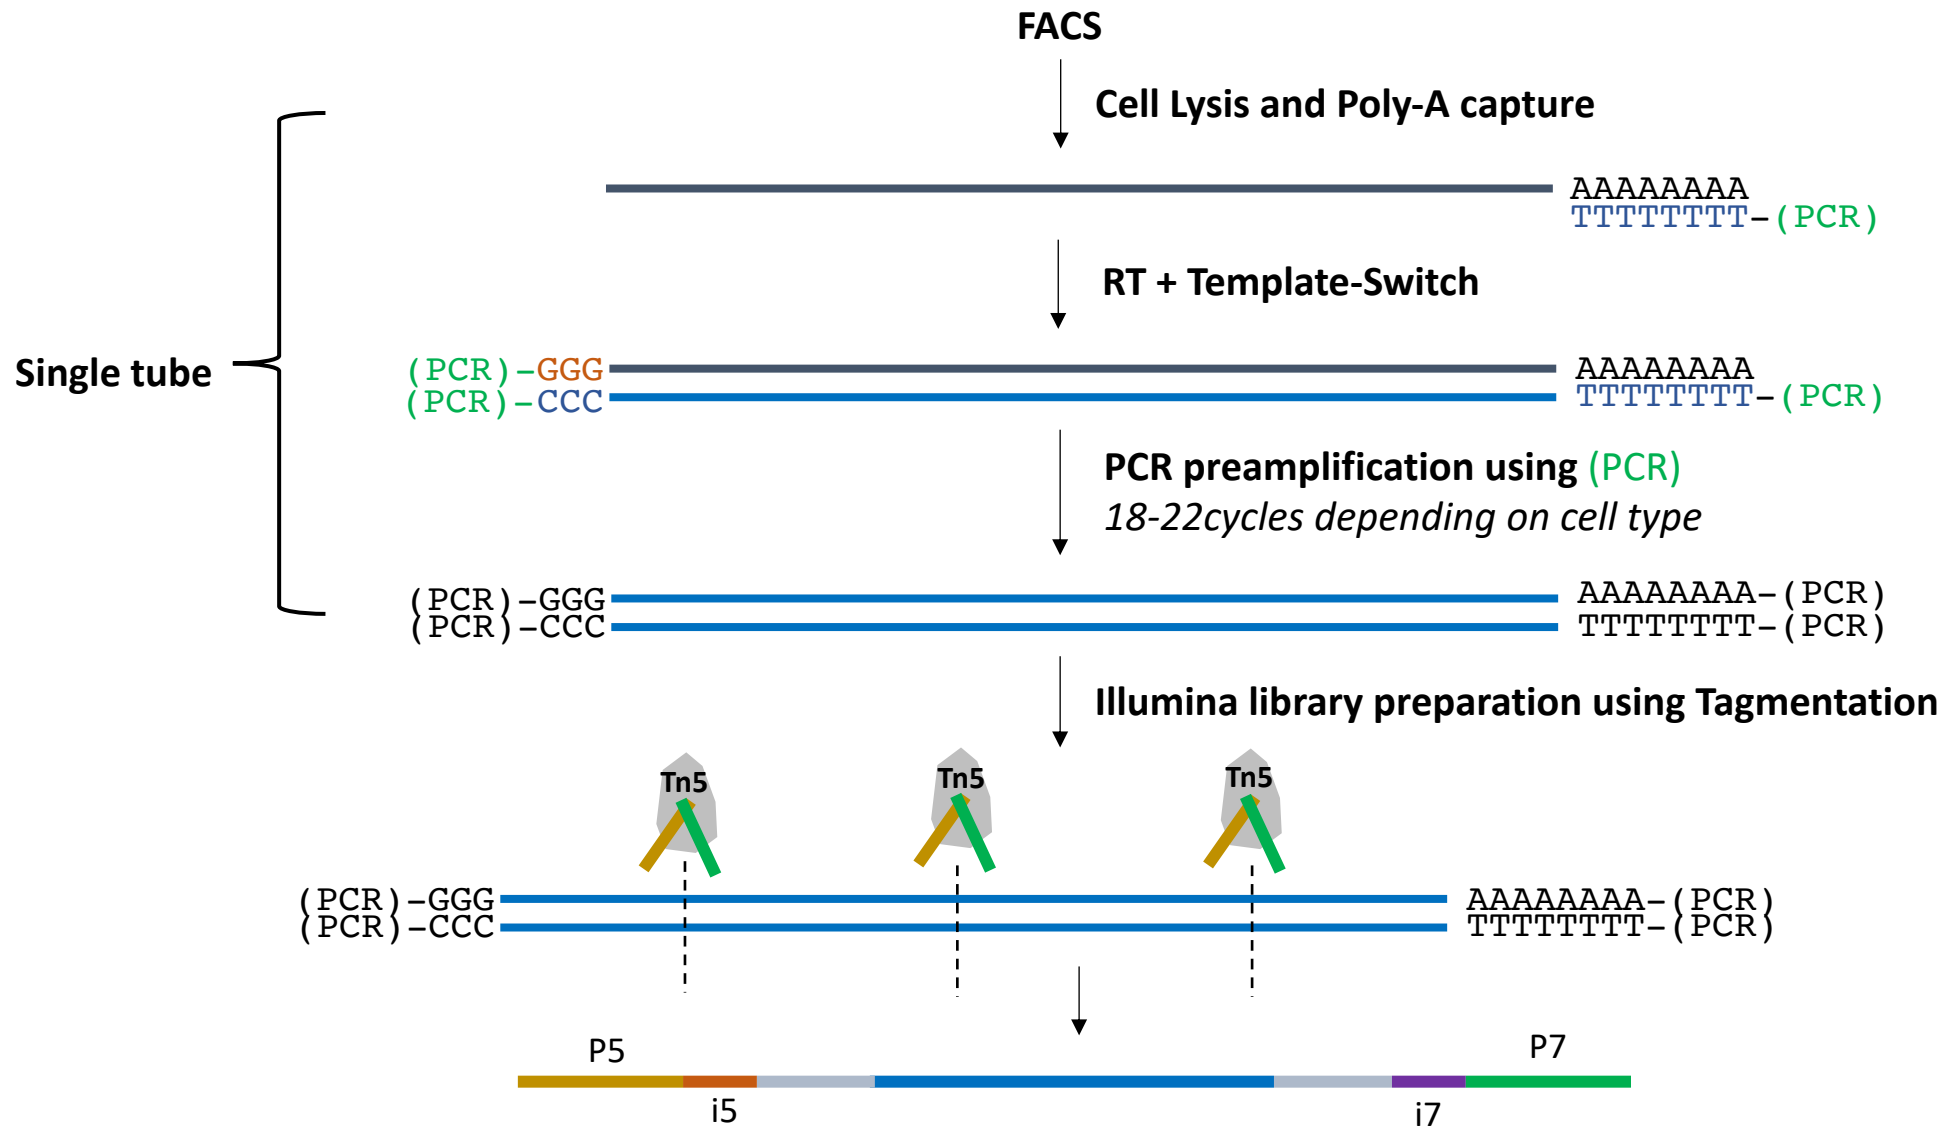 FACS
Cell Lysis and Poly-A capture
AAAAAAAA
TTTTTTTT-(PCR)
RT + Template-Switch
Single tube
(PCR)-GGG AAAAAAAA
(PCR)-CCC TTTTTTTT-(PCR)
PCR preamplification using (PCR)
18-22cycles depending on cell type
(PCR)-GGG AAAAAAAA-(PCR)
(PCR)-CCC TTTTTTTT-(PCR)
Illumina library preparation using Tagmentation
Tn5 Tn5 Tn5
(PCR)-GGG AAAAAAAA-(PCR)
(PCR)-CCC TTTTTTTT-(PCR)
P5 P7
i5 i7